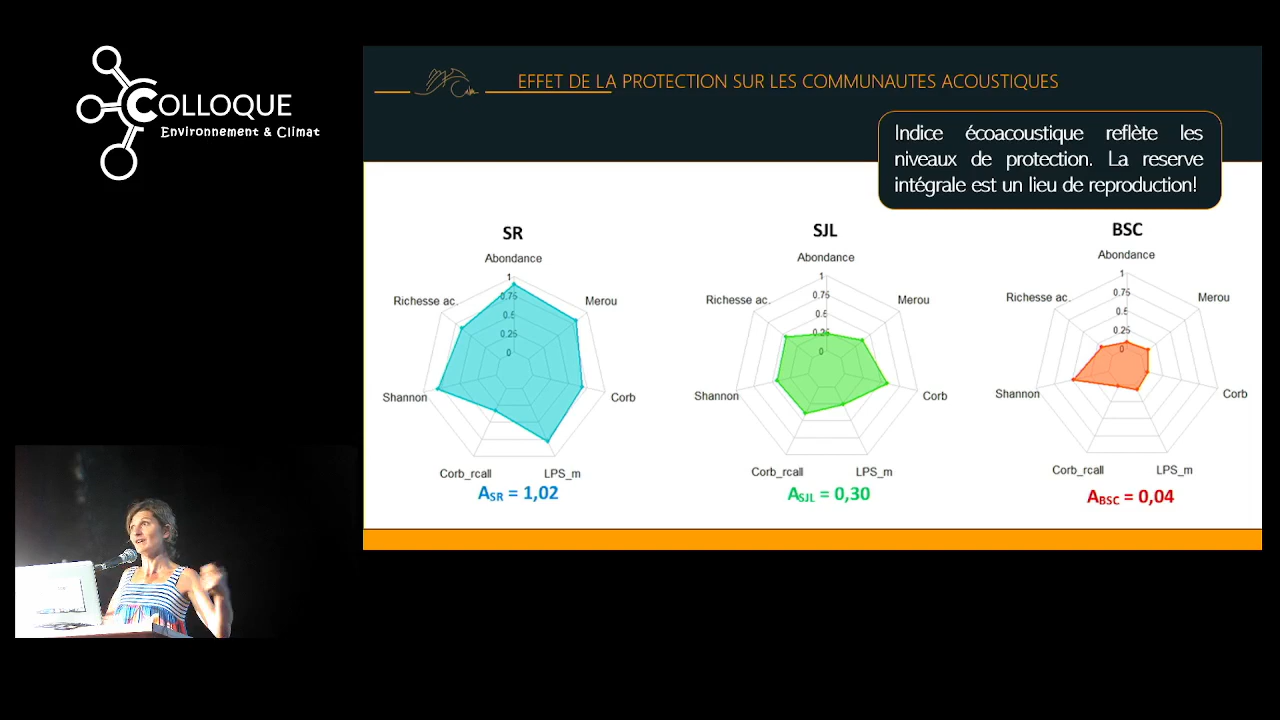 COLLOQUE
Environnement & Climat
EFFET DE LA PROTECTION SUR LES COMMUNAUTES ACOUSTIQUES
Indice écoacoustique reflète les
niveaux de protection. La reserve
intégrale est un lieu de reproduction!
SR
Abondance
1
Richesse ac.
0.75
Merou
0.5
0.25
0
Shannon
Corb
Corb_rcall
LPS_m
ASR = 1,02
SJL
Abondance
1
Richesse ac.
0.75
Merou
0.5
0.25
0
Shannon
Corb
Corb_rcall
LPS_m
ASJL = 0,30
BSC
Abondance
1
Richesse ac.
0.75
Merou
0.5
0.25
0
Shannon
Corb
Corb_rcall
LPS_m
ABSC = 0,04